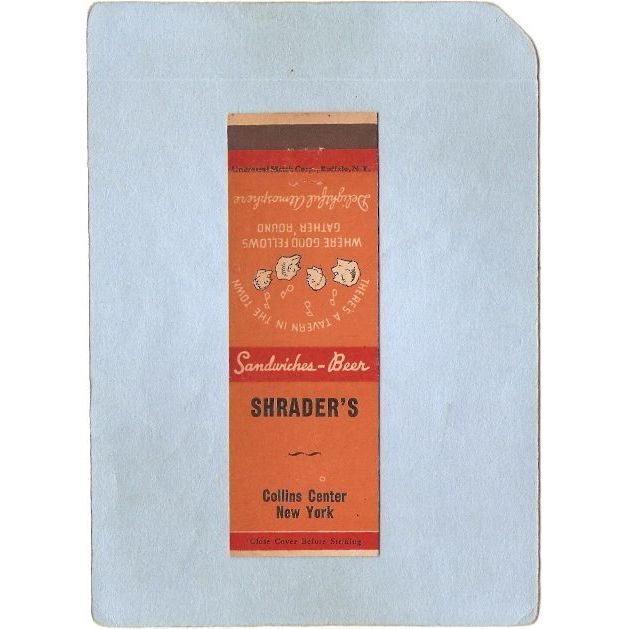 Universal Match Corp., Buffalo, N.Y.
Delightful Atmosphere
WHERE GOOD FELLOWS
GATHER 'ROUND
THERE'S A TAVERN IN THE TOWN
Sandwiches - Beer
SHRADER'S
Collins Center
New York
Close Cover Before Striking